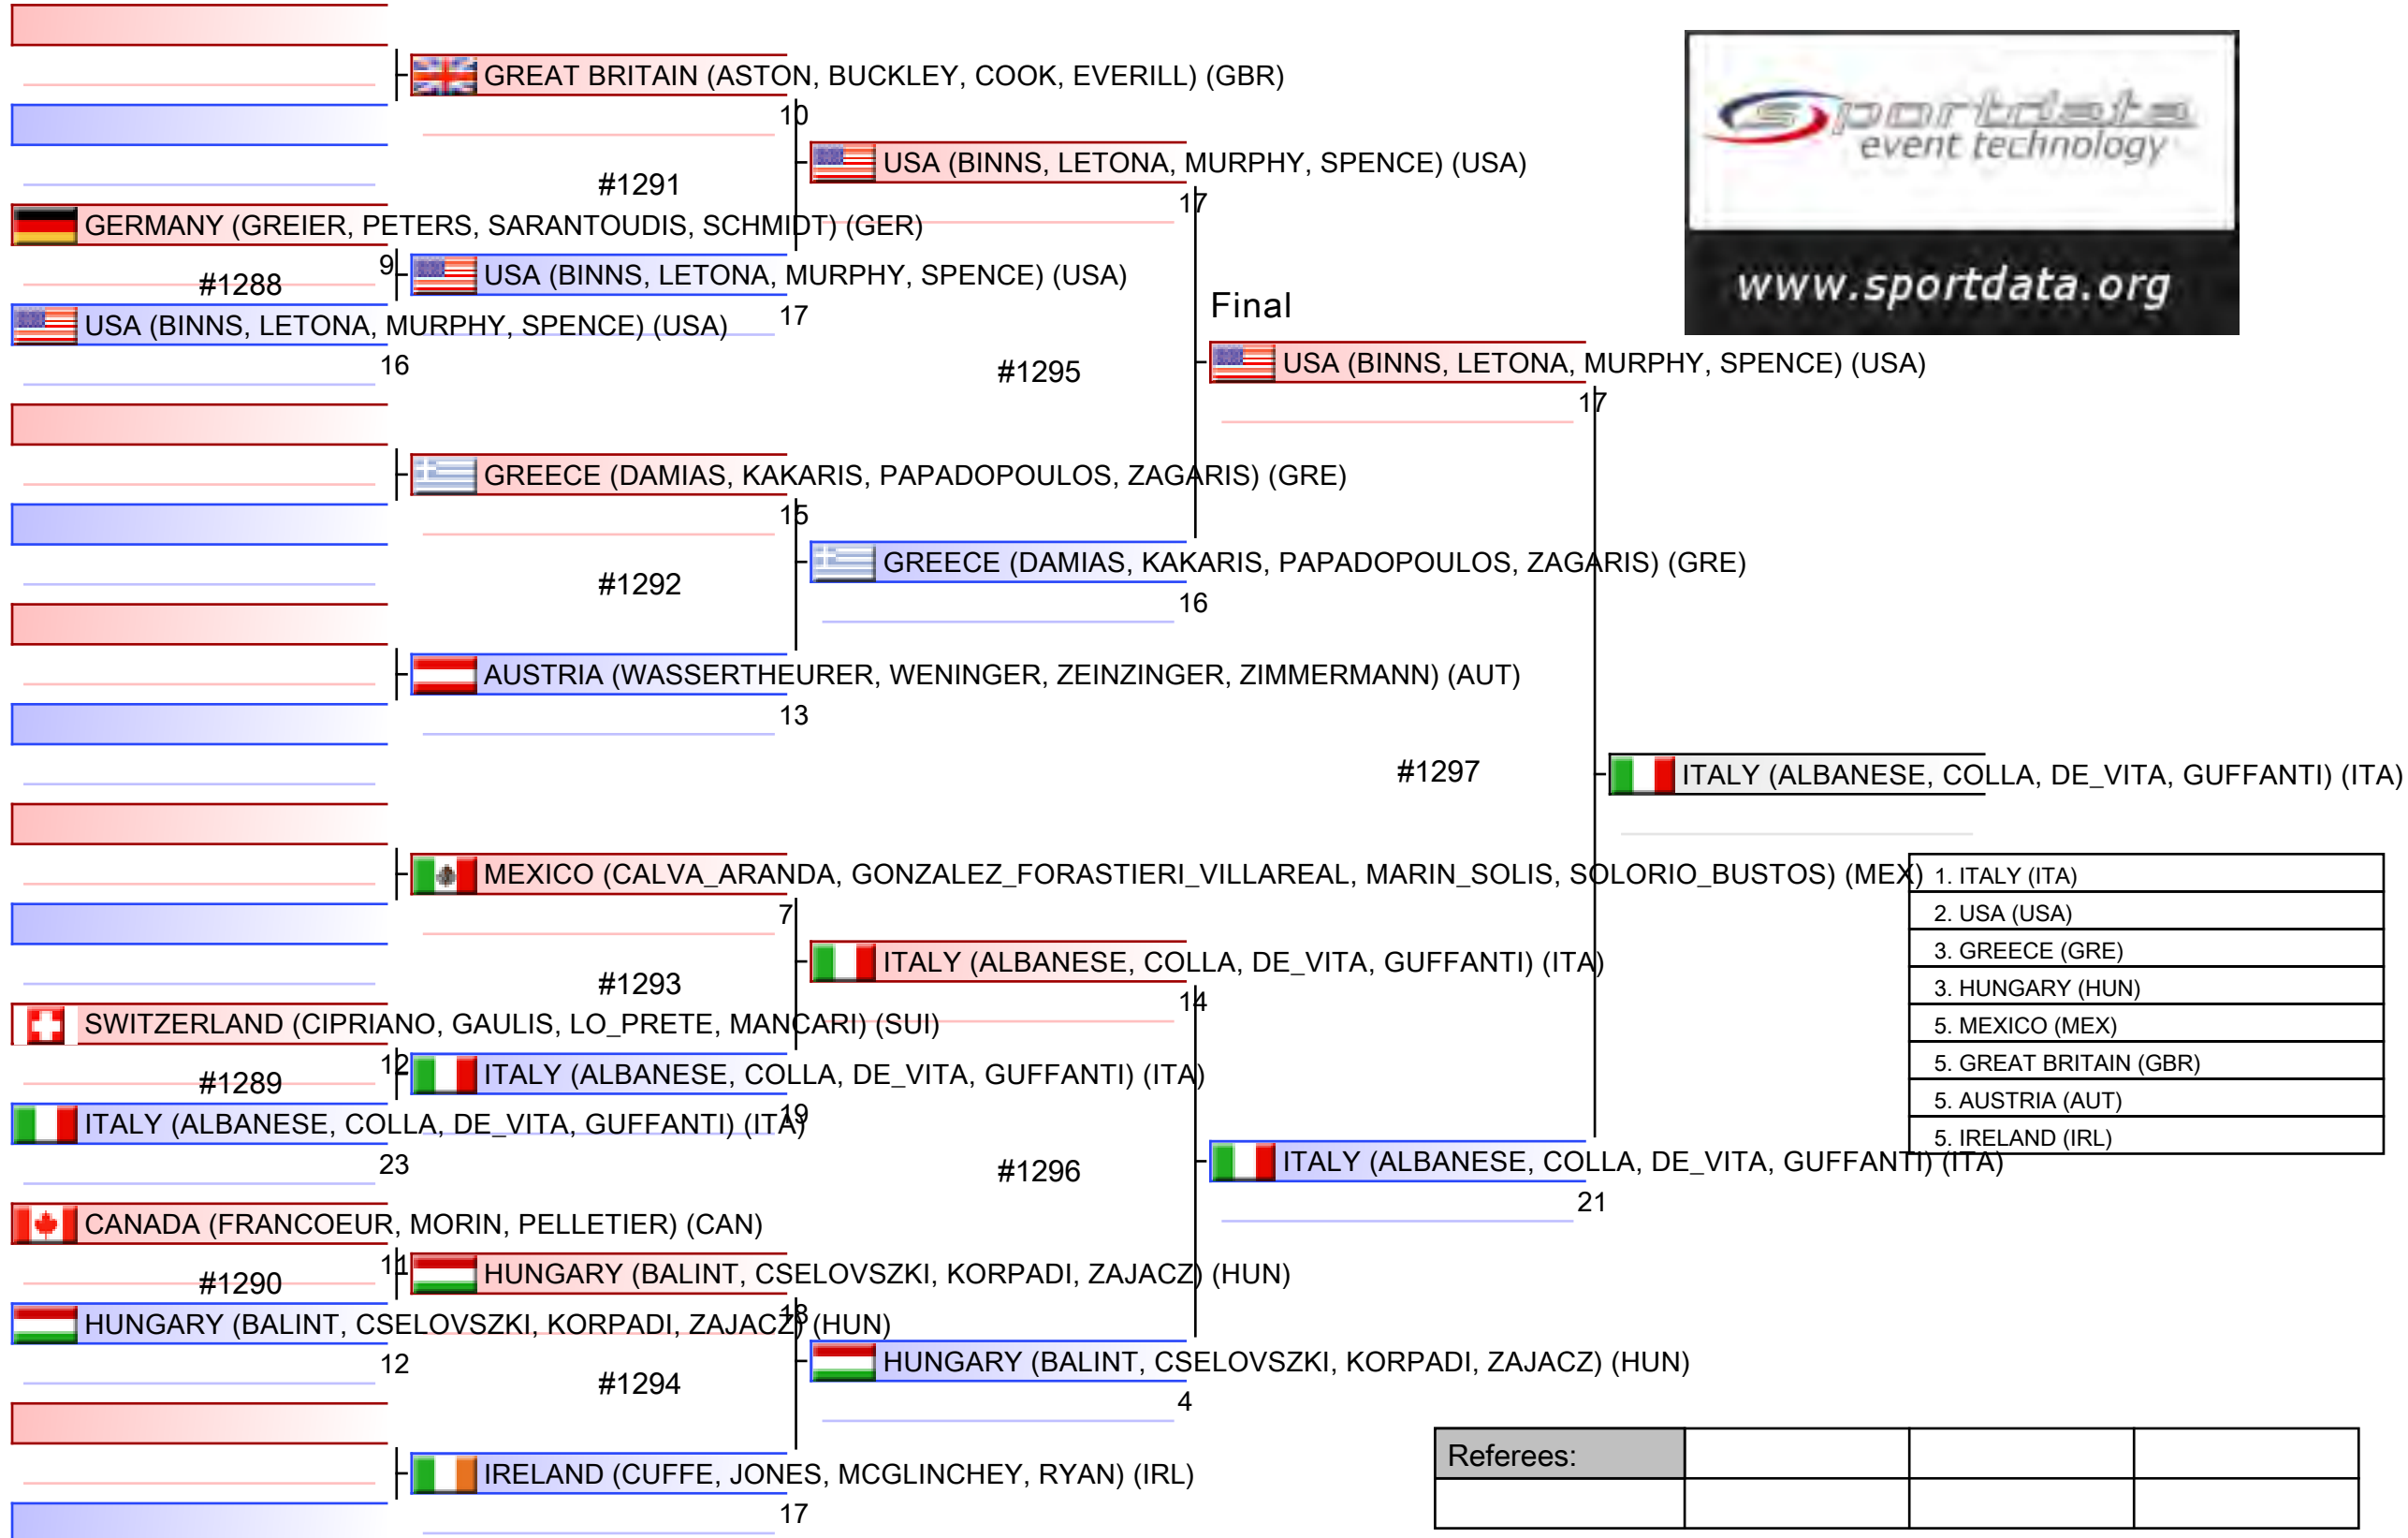 GREAT BRITAIN (ASTON, BUCKLEY, COOK, EVERILL) (GBR)
10
sportdata
event technology
www.sportdata.org
USA (BINNS, LETONA, MURPHY, SPENCE) (USA)
17
#1291
GERMANY (GREIER, PETERS, SARANTOUDIS, SCHMIDT) (GER)
9
#1288
USA (BINNS, LETONA, MURPHY, SPENCE) (USA)
17
USA (BINNS, LETONA, MURPHY, SPENCE) (USA)
16
Final
#1295
USA (BINNS, LETONA, MURPHY, SPENCE) (USA)
17
GREECE (DAMIAS, KAKARIS, PAPADOPOULOS, ZAGARIS) (GRE)
15
#1292
GREECE (DAMIAS, KAKARIS, PAPADOPOULOS, ZAGARIS) (GRE)
16
AUSTRIA (WASSERTHEURER, WENINGER, ZEINZINGER, ZIMMERMANN) (AUT)
13
#1297
ITALY (ALBANESE, COLLA, DE_VITA, GUFFANTI) (ITA)
MEXICO (CALVA_ARANDA, GONZALEZ_FORASTIERI_VILLAREAL, MARIN_SOLIS, SOLORIO_BUSTOS) (MEX)
7
#1293
ITALY (ALBANESE, COLLA, DE_VITA, GUFFANTI) (ITA)
14
SWITZERLAND (CIPRIANO, GAULIS, LO_PRETE, MANCARI) (SUI)
12
#1289
ITALY (ALBANESE, COLLA, DE_VITA, GUFFANTI) (ITA)
19
ITALY (ALBANESE, COLLA, DE_VITA, GUFFANTI) (ITA)
23
#1296
ITALY (ALBANESE, COLLA, DE_VITA, GUFFANTI) (ITA)
21
CANADA (FRANCOEUR, MORIN, PELLETIER) (CAN)
11
#1290
HUNGARY (BALINT, CSELOVSZKI, KORPADI, ZAJACZ) (HUN)
18
HUNGARY (BALINT, CSELOVSZKI, KORPADI, ZAJACZ) (HUN)
12
#1294
HUNGARY (BALINT, CSELOVSZKI, KORPADI, ZAJACZ) (HUN)
4
IRELAND (CUFFE, JONES, MCGLINCHEY, RYAN) (IRL)
17
1. ITALY (ITA)
2. USA (USA)
3. GREECE (GRE)
3. HUNGARY (HUN)
5. MEXICO (MEX)
5. GREAT BRITAIN (GBR)
5. AUSTRIA (AUT)
5. IRELAND (IRL)
Referees: